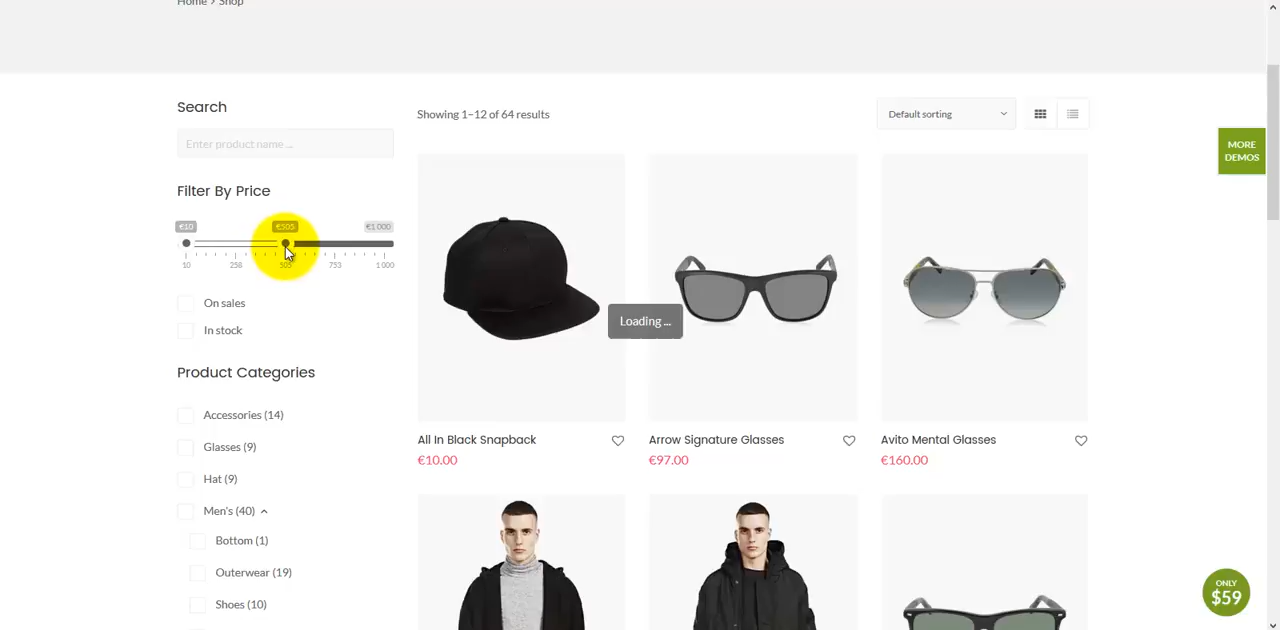 Home > Shop
Search
Enter product name ...
Filter By Price
€10 €505 €1 000
10 258 505 753 1 000
On sales
In stock
Product Categories
Accessories (14)
Glasses (9)
Hat (9)
Men's (40)
Bottom (1)
Outerwear (19)
Shoes (10)
Showing 1–12 of 64 results
Default sorting
Loading ...
All In Black Snapback
€10.00
Arrow Signature Glasses
€97.00
Avito Mental Glasses
€160.00
MORE
DEMOS
ONLY
$59